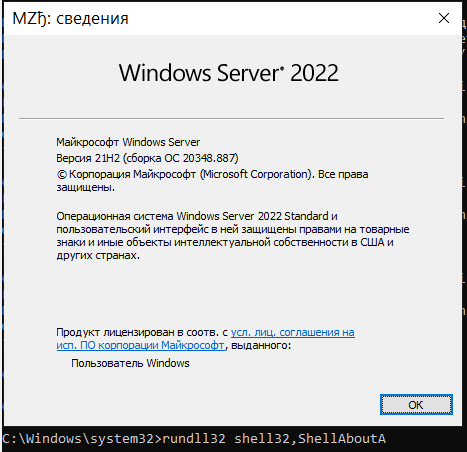 MZђ: сведения
Windows Server® 2022
Майкрософт Windows Server
Версия 21H2 (сборка ОС 20348.887)
© Корпорация Майкрософт (Microsoft Corporation). Все права
защищены.
Операционная система Windows Server 2022 Standard и
пользовательский интерфейс в ней защищены правами на товарные
знаки и иные объекты интеллектуальной собственности в США и
других странах.
Продукт лицензирован в соотв. с усл. лиц. соглашения на
исп. ПО корпорации Майкрософт, выданного:
Пользователь Windows
ОК
C:\Windows\system32>rundll32 shell32,ShellAboutA